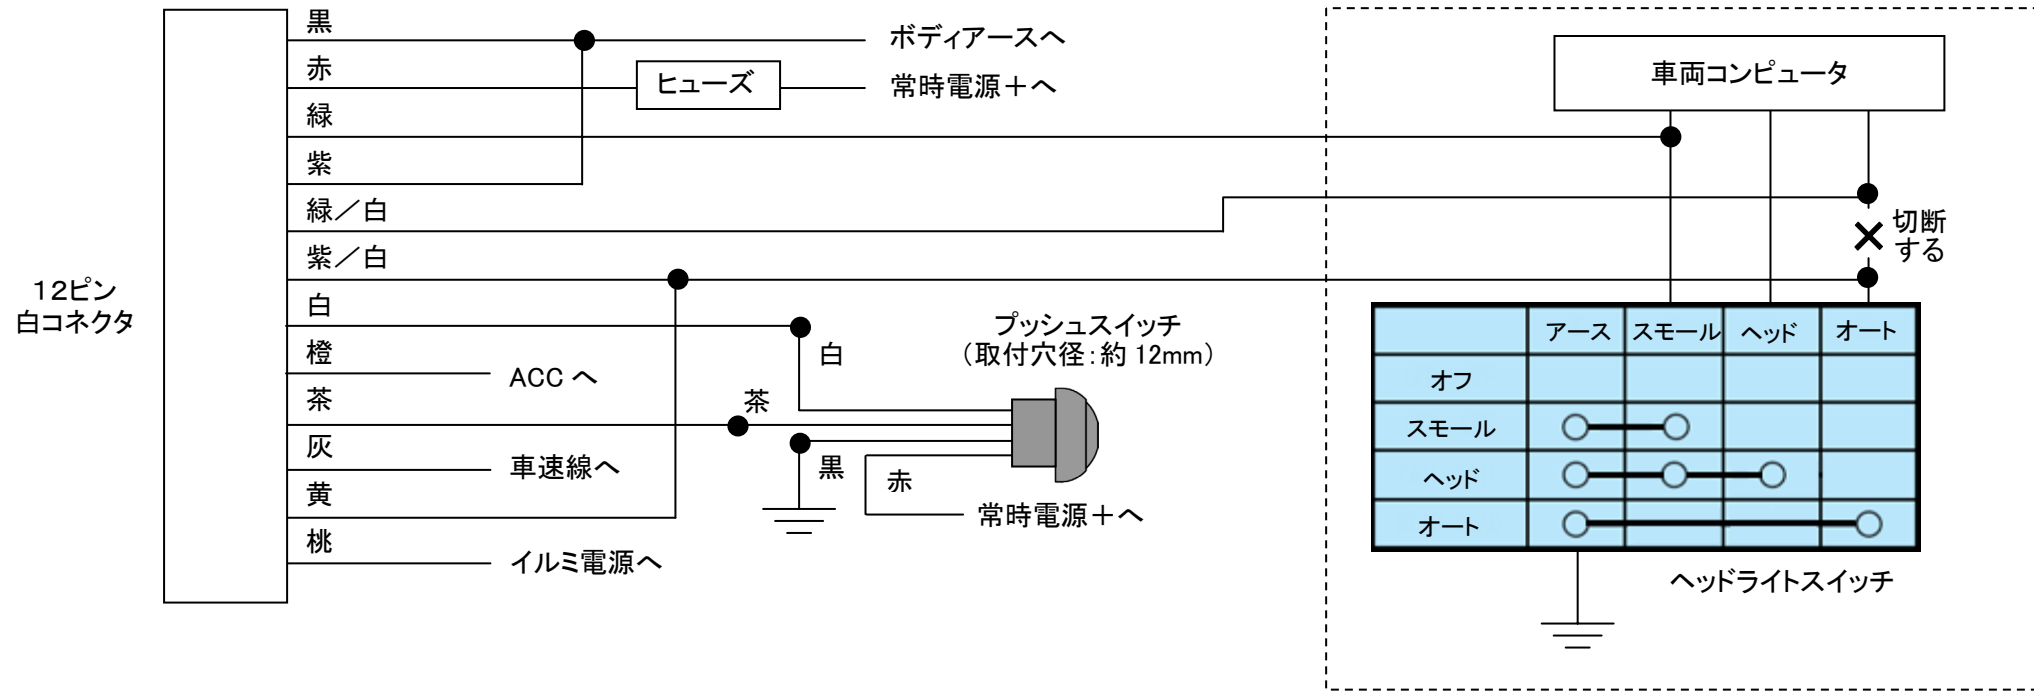 黒
ボディアースへ
赤
ヒューズ
常時電源＋へ
車両コンピュータ
緑
紫
緑／白
切断
する
紫／白
12ピン
白コネクタ
白
プッシュスイッチ
（取付穴径：約 12mm）
白
橙
ACC へ
茶
茶
灰
車速線へ
黒
赤
黄
常時電源＋へ
桃
イルミ電源へ
アース スモール ヘッド オート
オフ
スモール
ヘッド
オート
ヘッドライトスイッチ